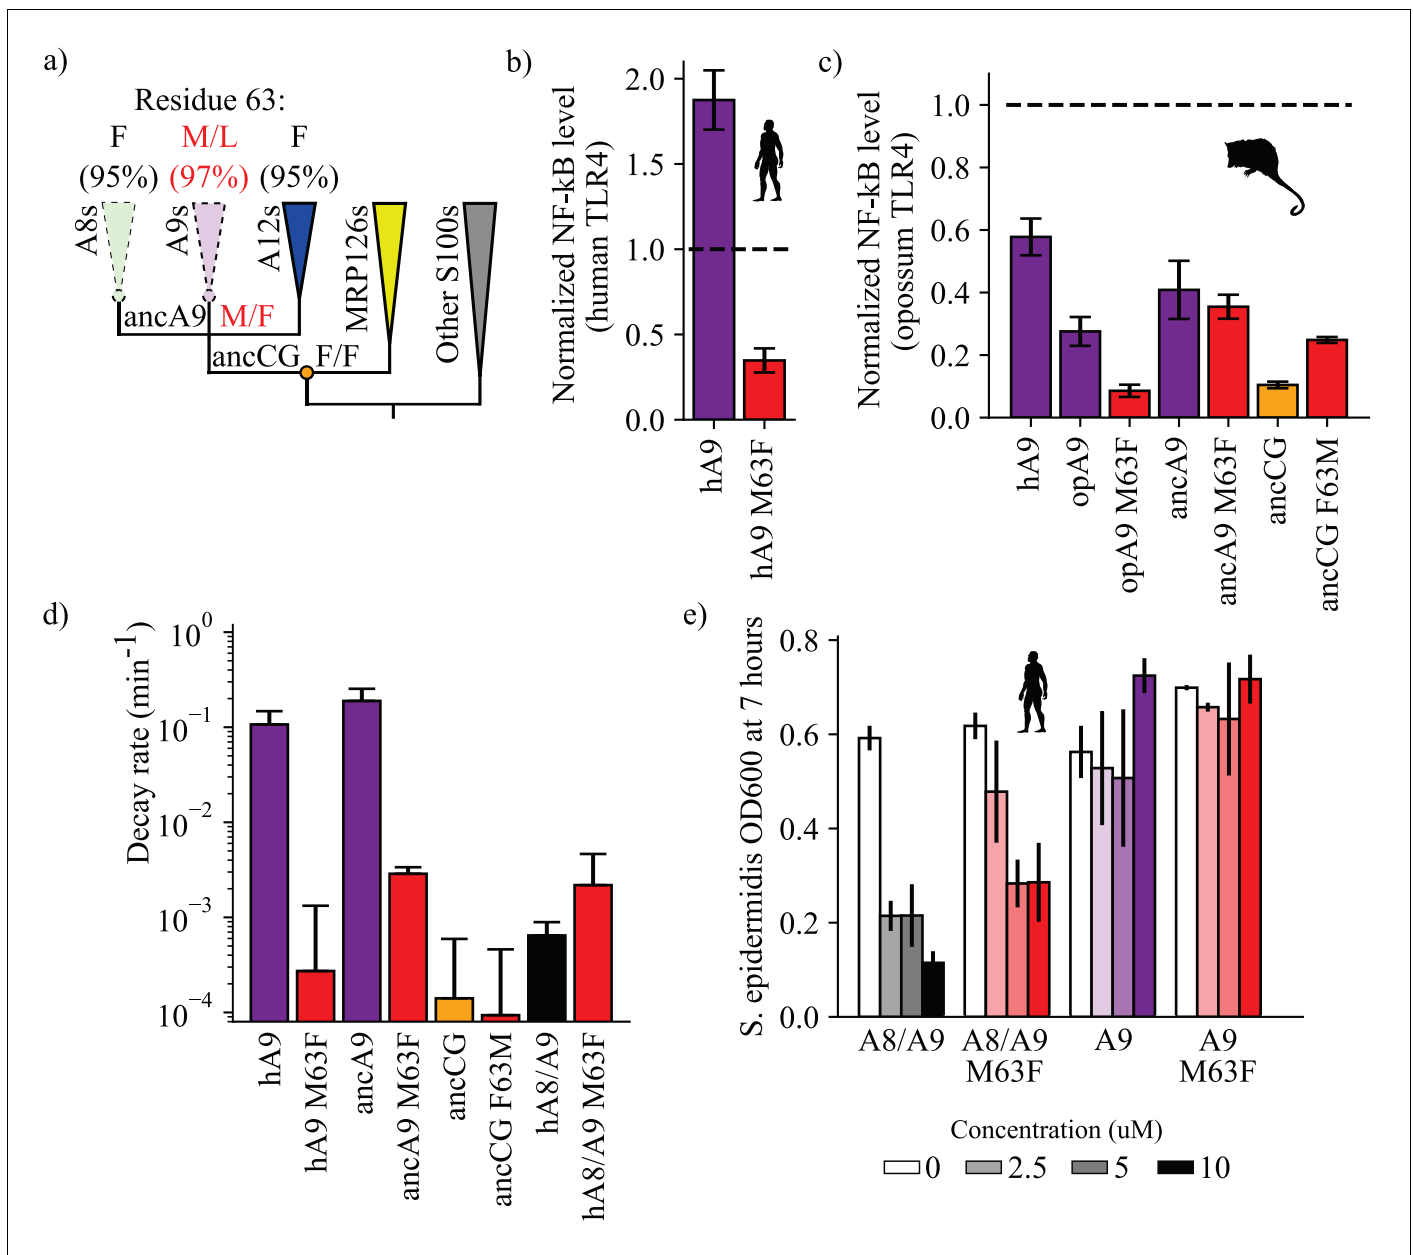 a)
Residue 63:
F M/L F
(95%) (97%) (95%)
A8s
A9s
A12s
MRP126s
Other S100s
ancA9 M/F
ancCG F/F
b)
Normalized NF-kB level
(human TLR4)
2.0
1.5
1.0
0.5
0.0
hA9
hA9 M63F
c)
Normalized NF-kB level
(opossum TLR4)
1.0
0.8
0.6
0.4
0.2
0.0
hA9
opA9
opA9 M63F
ancA9
ancA9 M63F
ancCG
ancCG F63M
d)
Decay rate (min⁻¹)
10⁰
10⁻¹
10⁻²
10⁻³
10⁻⁴
hA9
hA9 M63F
ancA9
ancA9 M63F
ancCG
ancCG F63M
hA8/A9
hA8/A9 M63F
e)
S. epidermidis OD600 at 7 hours
0.8
0.6
0.4
0.2
0.0
A8/A9
A8/A9
M63F
A9
A9
M63F
Concentration (uM)
0 2.5 5 10